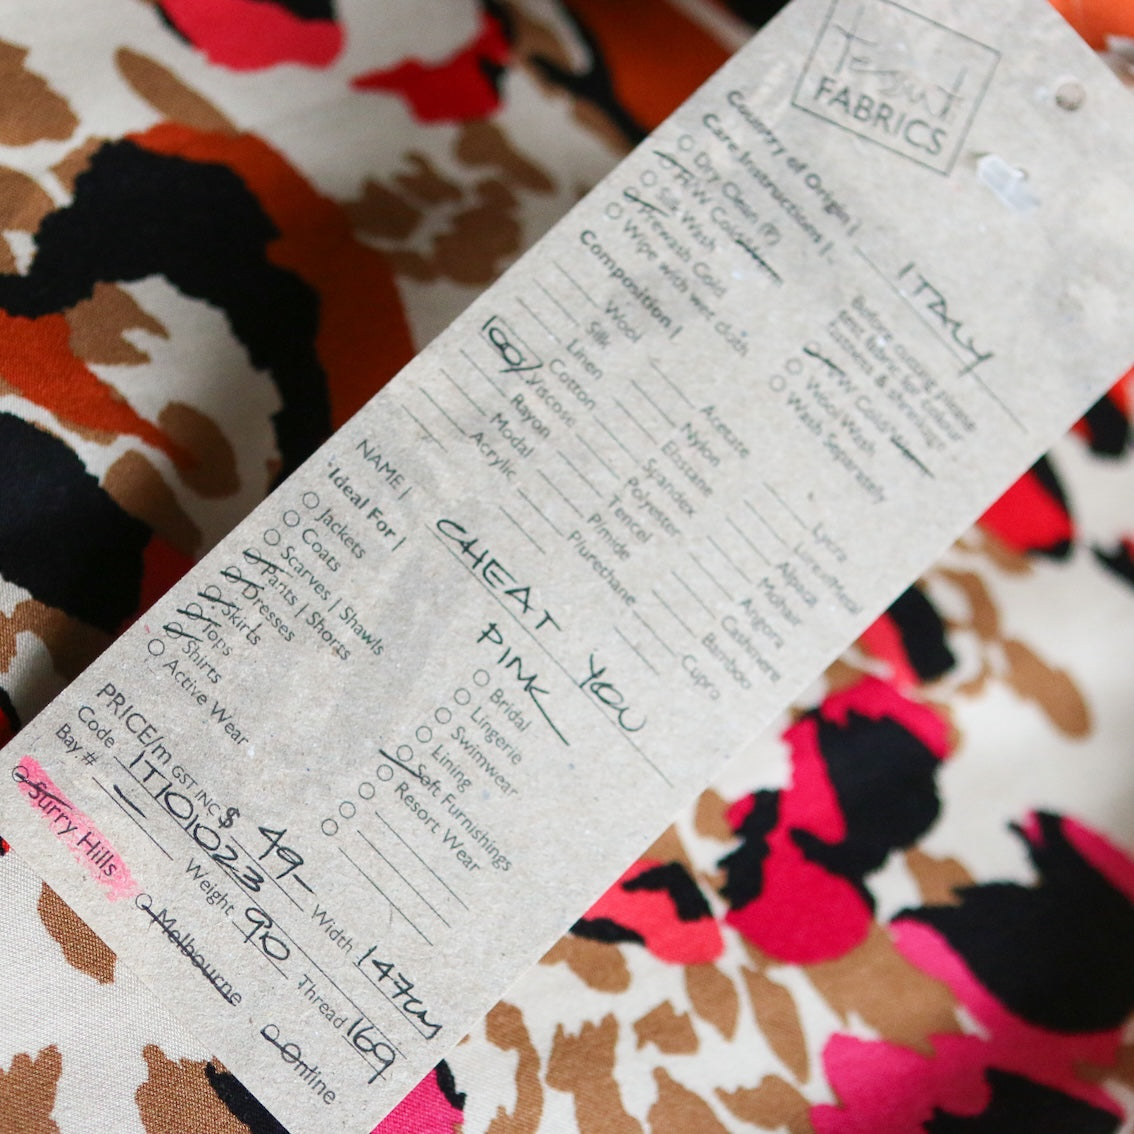 Tessuti
FABRICS
Country of Origin | ITALY
Care Instructions |
Dry Clean (P)
H/W Cold
Silk Wash
Prewash Cold
Wipe with wet cloth
Before cutting please
test fabric for colour
fastness & shrinkage
Wool Wash
Wash Separately
Composition |
Wool
Silk
Linen
Cotton
100% Viscose
Rayon
Modal
Acrylic
Acetate
Nylon
Elastane
Spandex
Polyester
Tencel
Pimide
Plurethane
Lycra
Lurex/Metal
Alpaca
Mohair
Angora
Cashmere
Bamboo
Cupra
NAME | CHEAT YOU
PINK
Ideal For |
Jackets
Coats
Scarves | Shawls
Pants | Shorts
Dresses
Skirts
Tops
Shirts
Active Wear
Bridal
Lingerie
Swimwear
Lining
Soft Furnishings
Resort Wear
PRICE/m GST INC $ 49-
Code IT101023 Width 147cm
Bay # - Weight 90 Thread 169
Surry Hills Melbourne Online